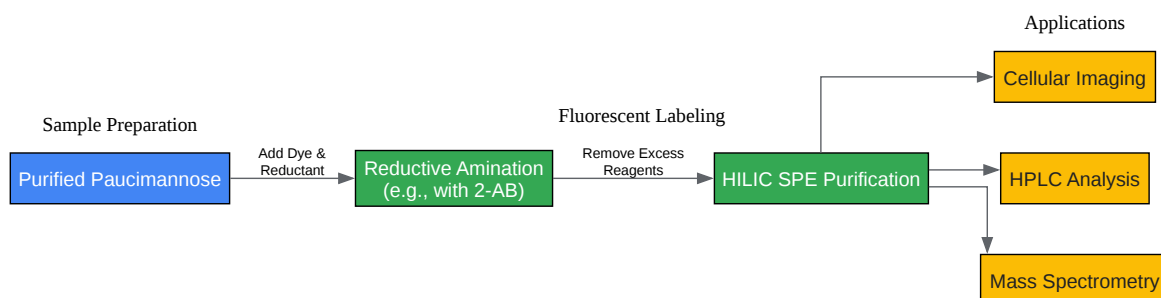 Applications
Cellular Imaging
Sample Preparation
Fluorescent Labeling
Purified Paucimannose
Add Dye &
Reductant
Reductive Amination
(e.g., with 2-AB)
Remove Excess
Reagents
HILIC SPE Purification
HPLC Analysis
Mass Spectrometry